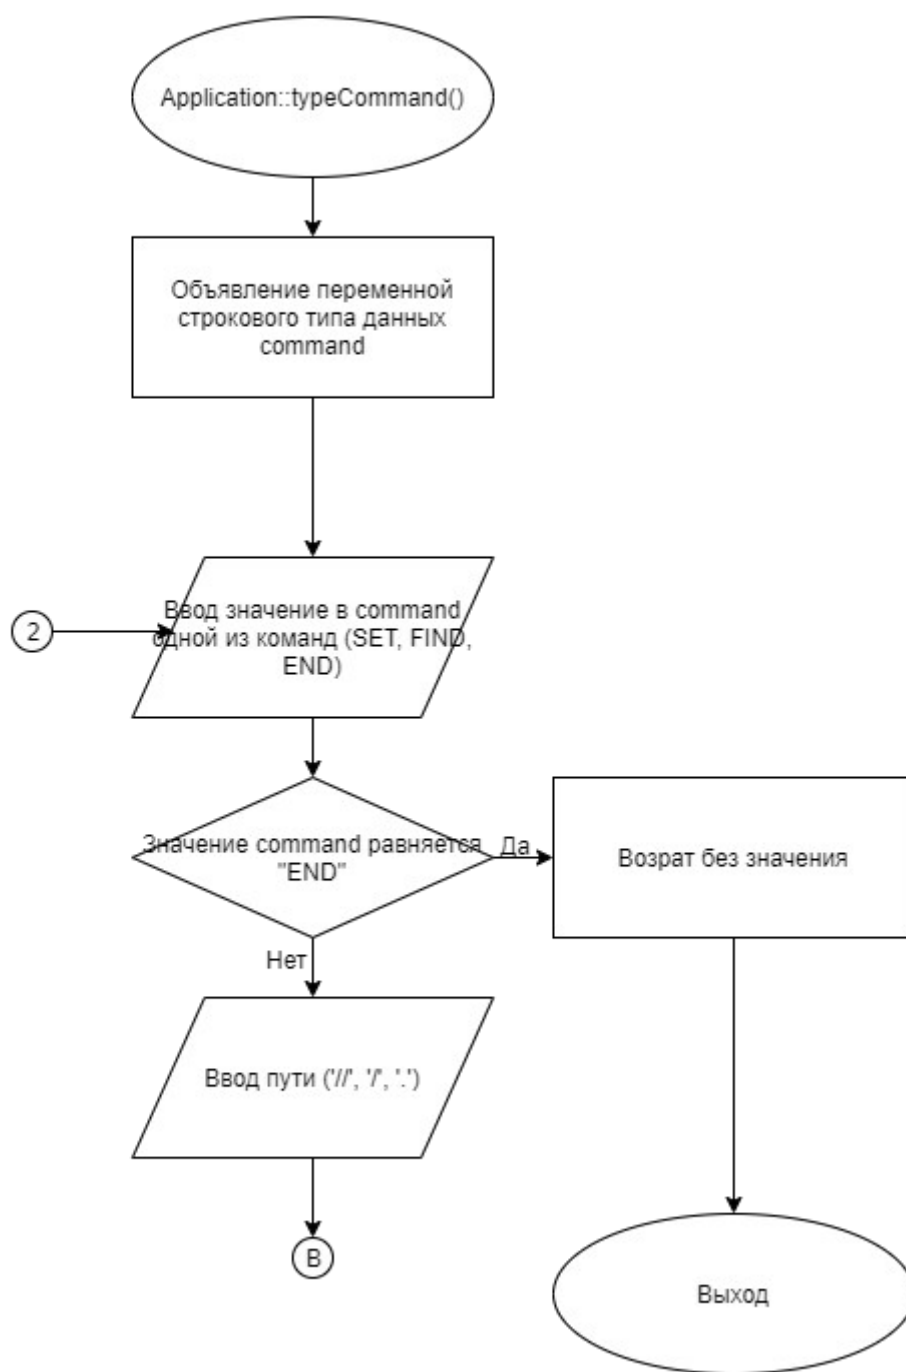 Application::typeCommand()
Объявление переменной
строкового типа данных
command
2
Ввод значение в command
одной из команд (SET, FIND,
END)
Значение command равняется
"END"
Да
Возрат без значения
Нет
Ввод пути ('//', '/', '.')
B
Выход